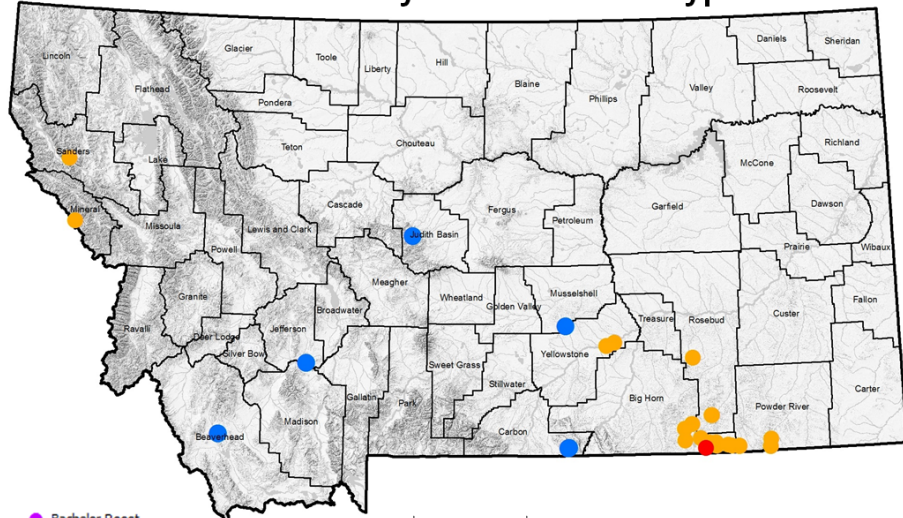 Glacier
Toole
Liberty
Hill
Blaine
Phillips
Valley
Daniels
Sheridan
Roosevelt
Lincoln
Flathead
Pondera
Teton
Chouteau
Richland
McCone
Sanders
Lake
Cascade
Fergus
Petroleum
Garfield
Dawson
Mineral
Missoula
Powell
Lewis and Clark
Judith Basin
Prairie
Wibaux
Granite
Broadwater
Meagher
Wheatland
Golden Valley
Musselshell
Treasure
Rosebud
Custer
Fallon
Ravalli
Deer Lodge
Jefferson
Silver Bow
Sweet Grass
Yellowstone
Stillwater
Big Horn
Powder River
Carter
Beaverhead
Madison
Gallatin
Park
Carbon